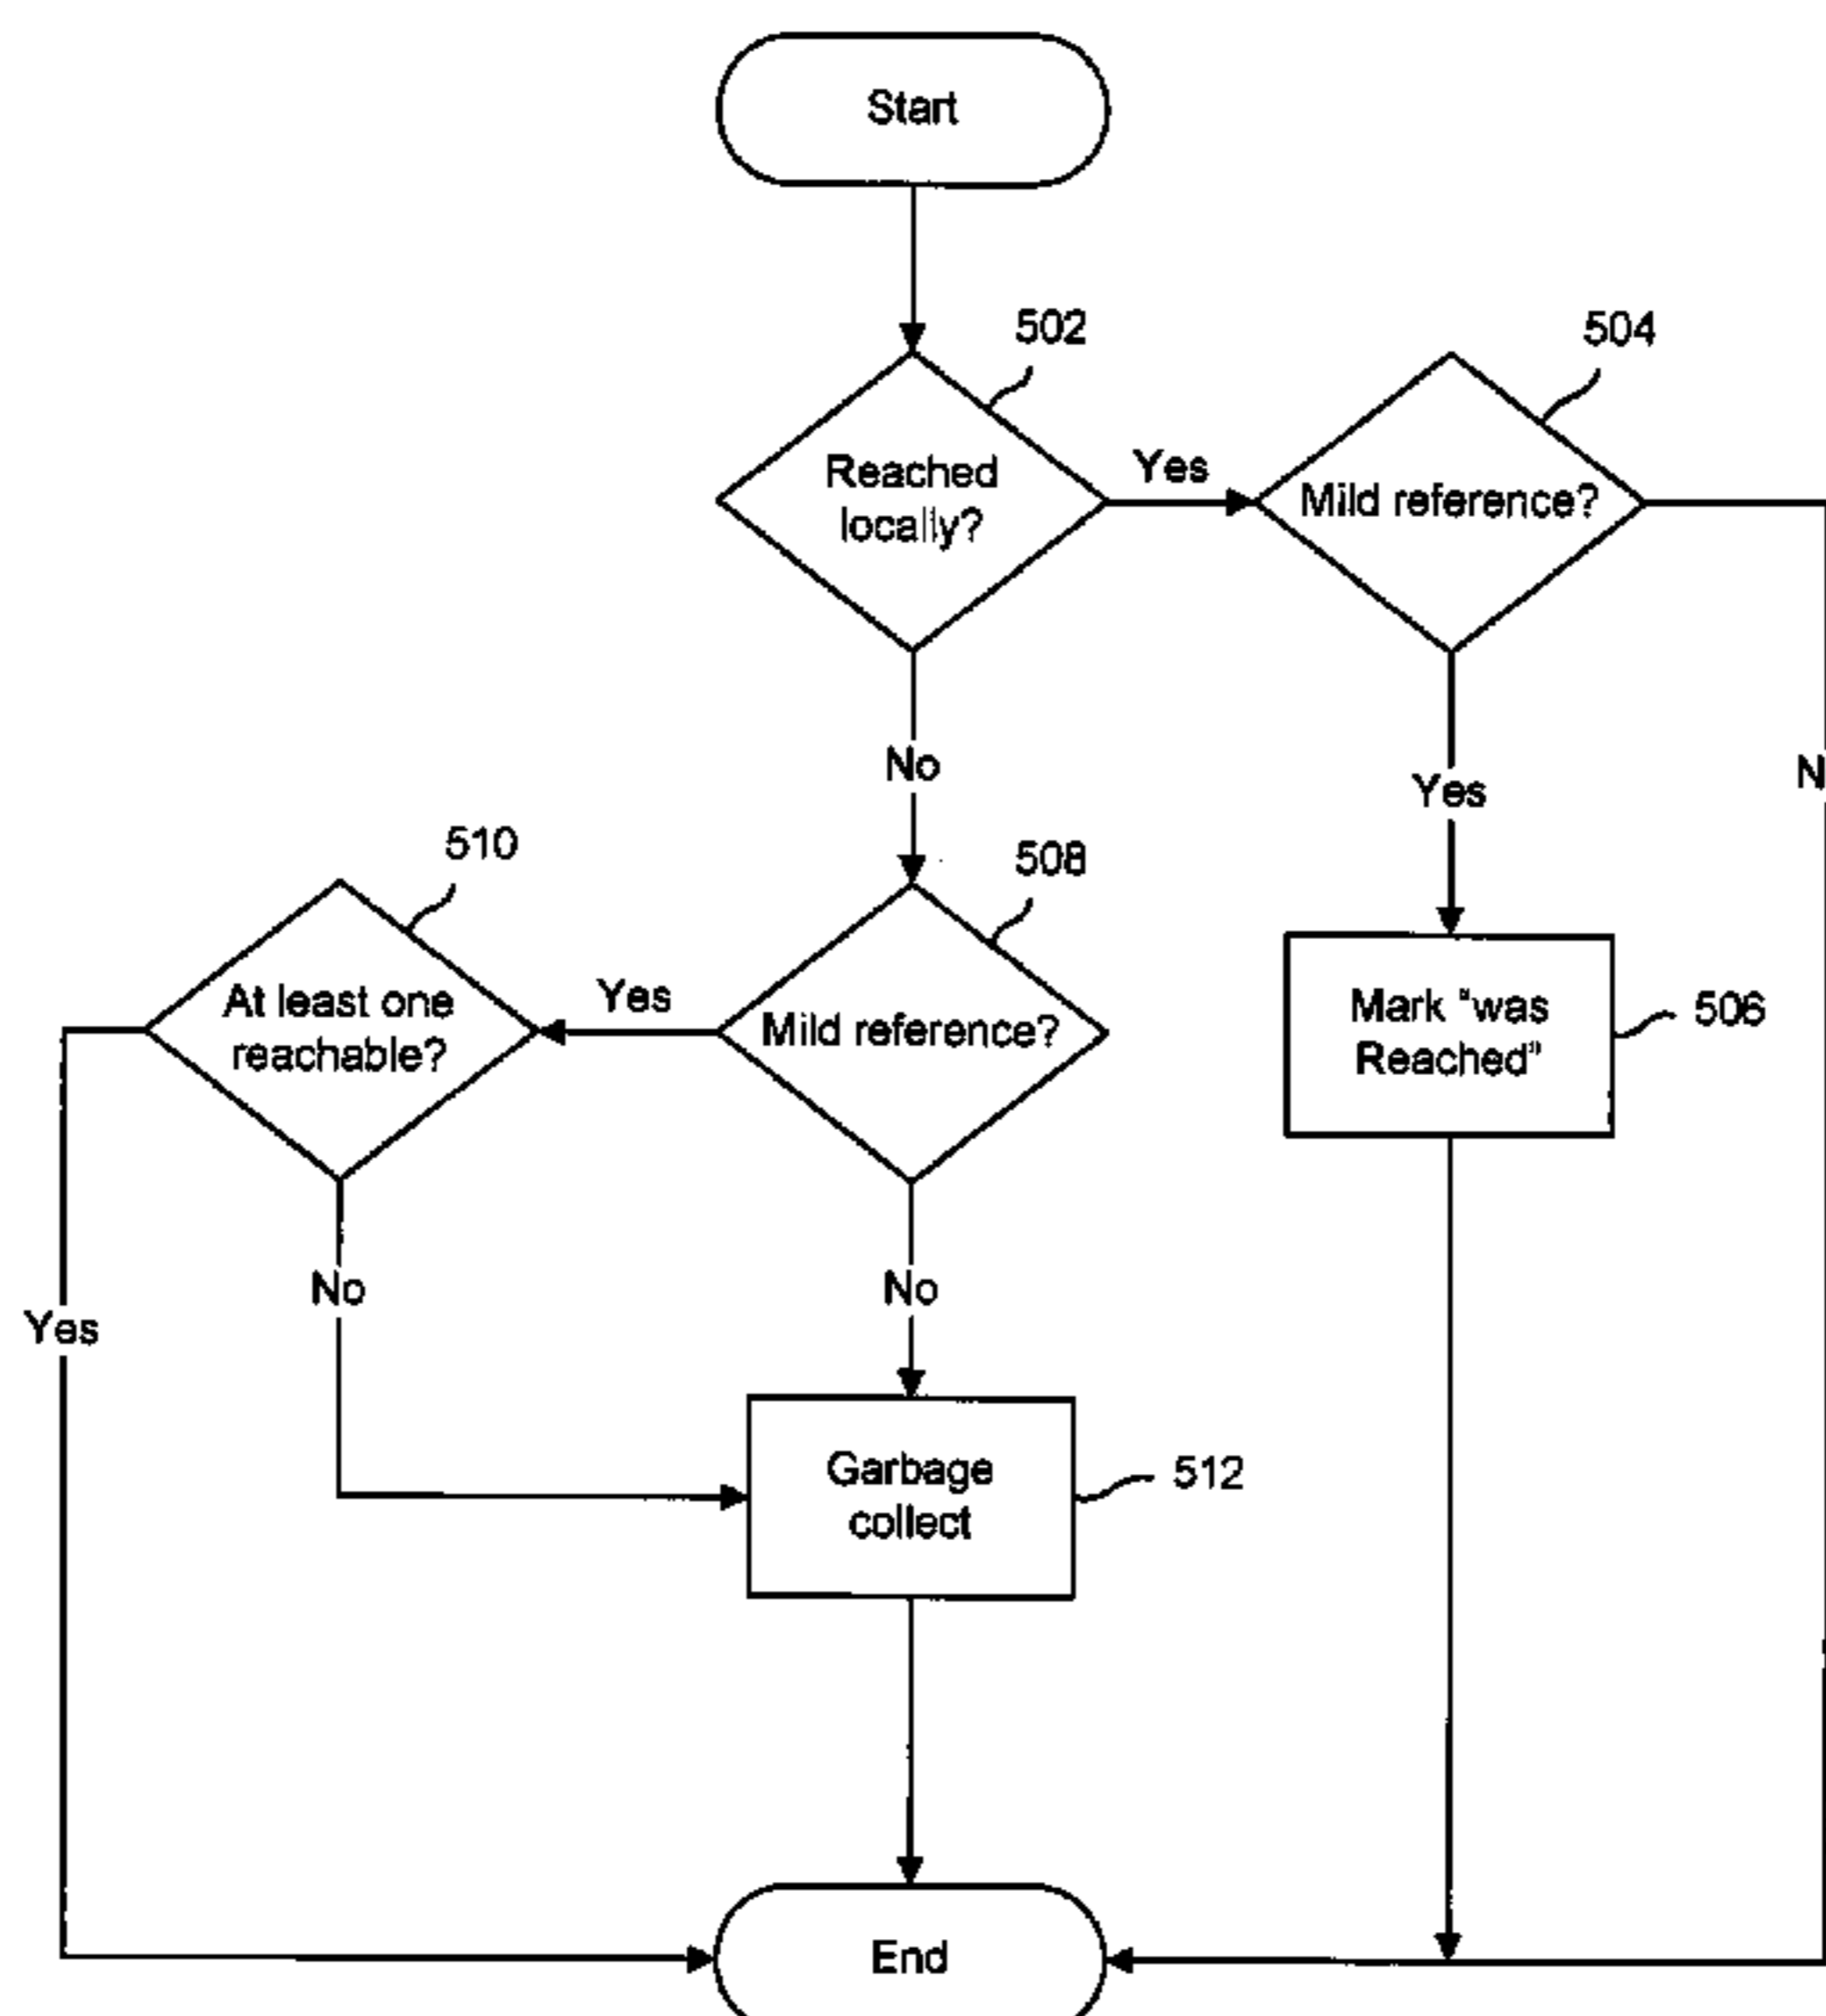 Start
502
504
Reached
locally?
Yes
Mild reference?
No
Yes
N
510
508
At least one
reachable?
Yes
Mild reference?
Mark "was
Reached"
506
No
No
Yes
Garbage
collect
512
End